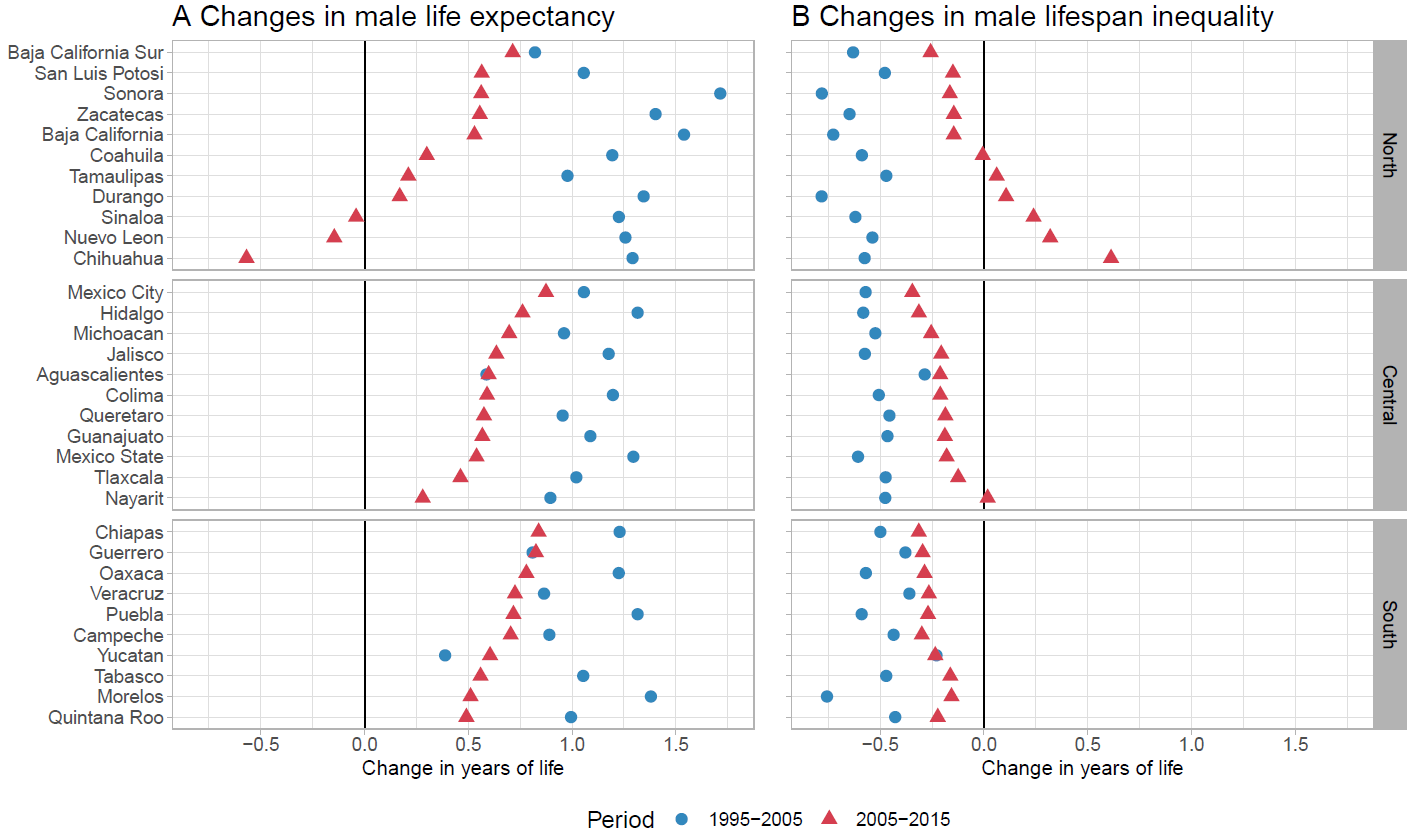 A Changes in male life expectancy
B Changes in male lifespan inequality
Baja California Sur
San Luis Potosi
Sonora
Zacatecas
Baja California
Coahuila
Tamaulipas
Durango
Sinaloa
Nuevo Leon
Chihuahua
North
Mexico City
Hidalgo
Michoacan
Jalisco
Aguascalientes
Colima
Queretaro
Guanajuato
Mexico State
Tlaxcala
Nayarit
Central
Chiapas
Guerrero
Oaxaca
Veracruz
Puebla
Campeche
Yucatan
Tabasco
Morelos
Quintana Roo
South
−0.5 0.0 0.5 1.0 1.5
−0.5 0.0 0.5 1.0 1.5
Change in years of life
Change in years of life
Period 1995−2005 2005−2015